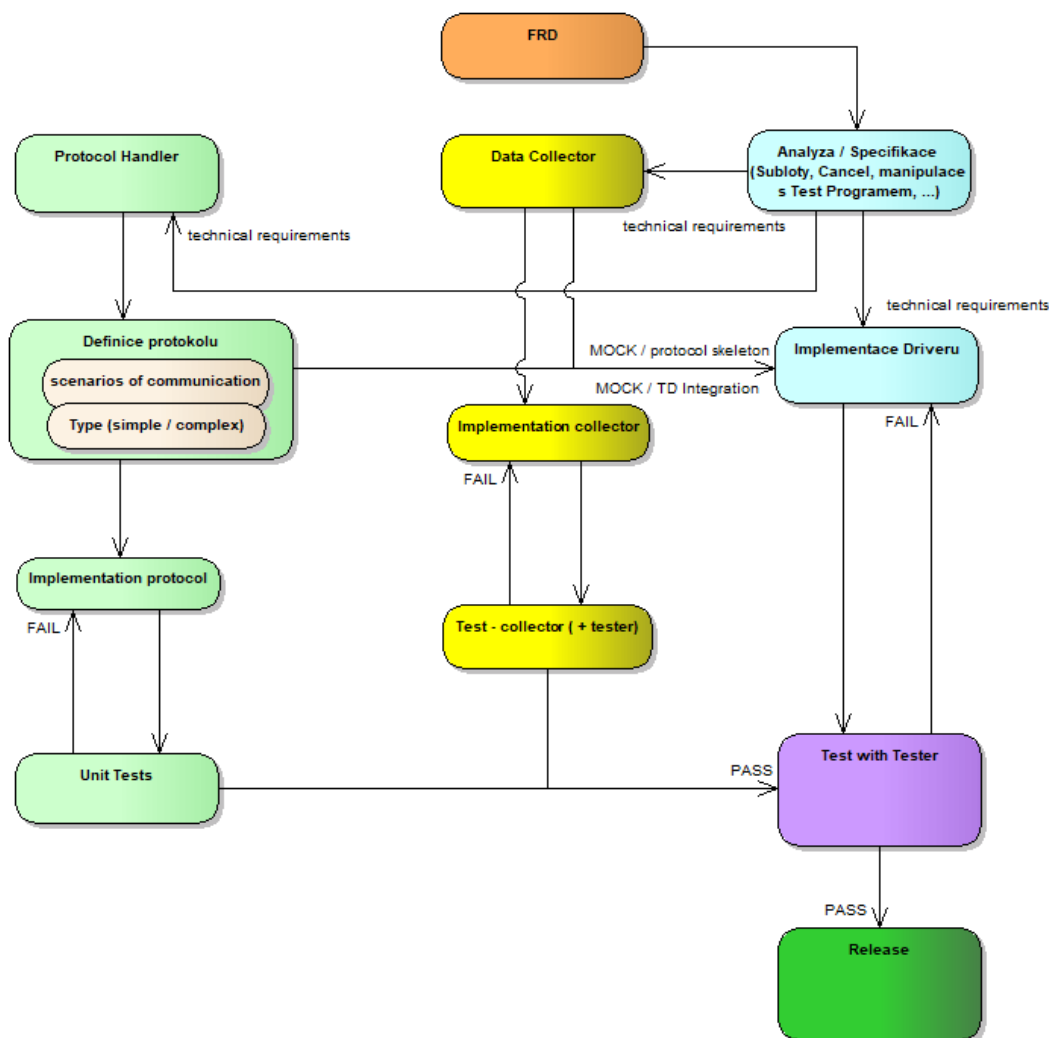 FRD
Protocol Handler
Data Collector
Analyza / Specifikace
(Subloty, Cancel, manipulace
s Test Programem, ...)
technical requirements
technical requirements
technical requirements
Definice protokolu
scenarios of communication
Type (simple / complex)
MOCK / protocol skeleton
MOCK / TD Integration
Implementace Driveru
Implementation collector
FAIL
FAIL
Implementation protocol
FAIL
Test - collector ( + tester)
Unit Tests
PASS
Test with Tester
PASS
Release